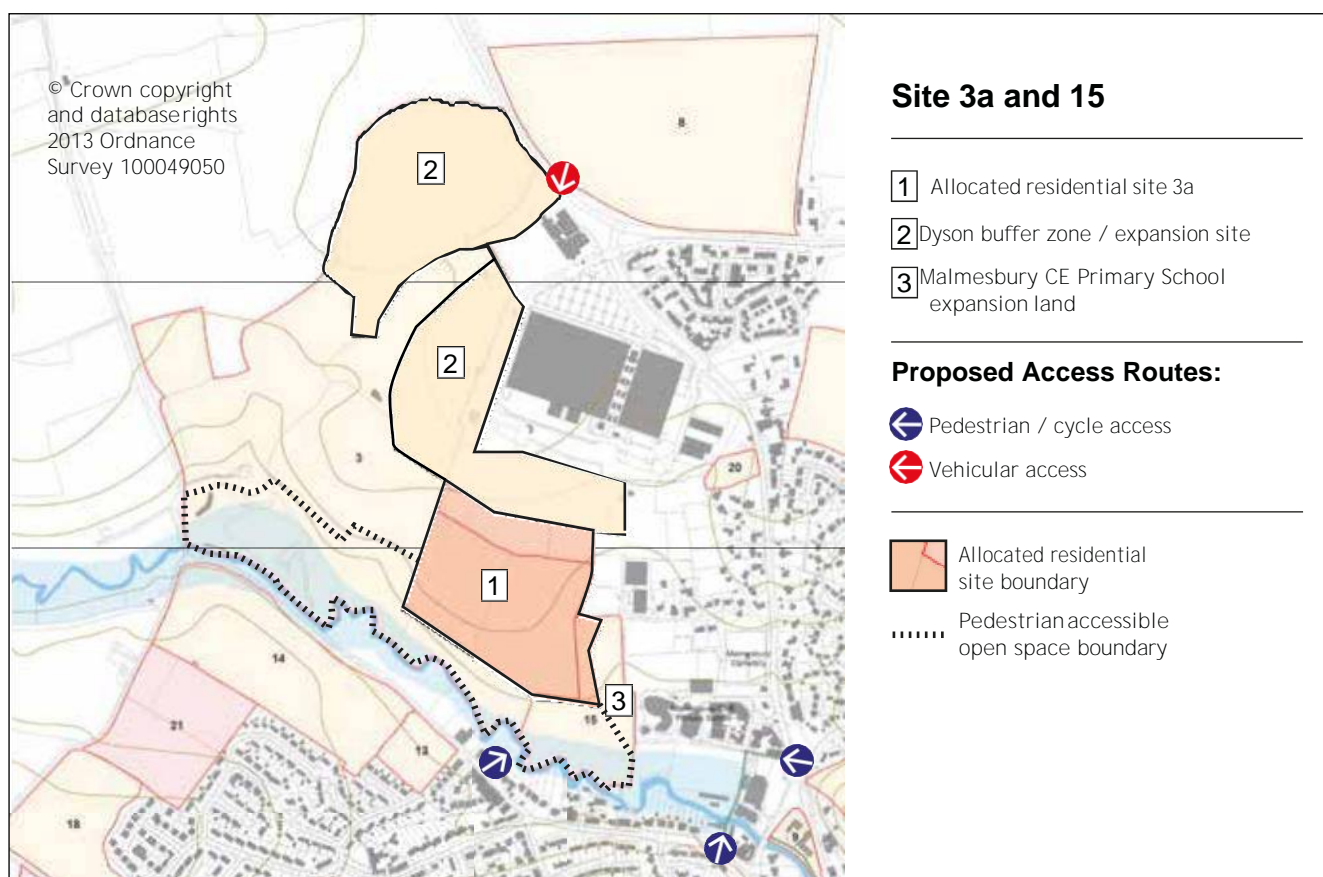 © Crown copyright
and database rights
2013 Ordnance
Survey 100049050
8
2
2
3
20
1
14
3
15
21
13
18
9
Site 3a and 15
1 Allocated residential site 3a
2 Dyson buffer zone / expansion site
3 Malmesbury CE Primary School
expansion land
Proposed Access Routes:
Pedestrian / cycle access
Vehicular access
Allocated residential
site boundary
Pedestrian accessible
open space boundary